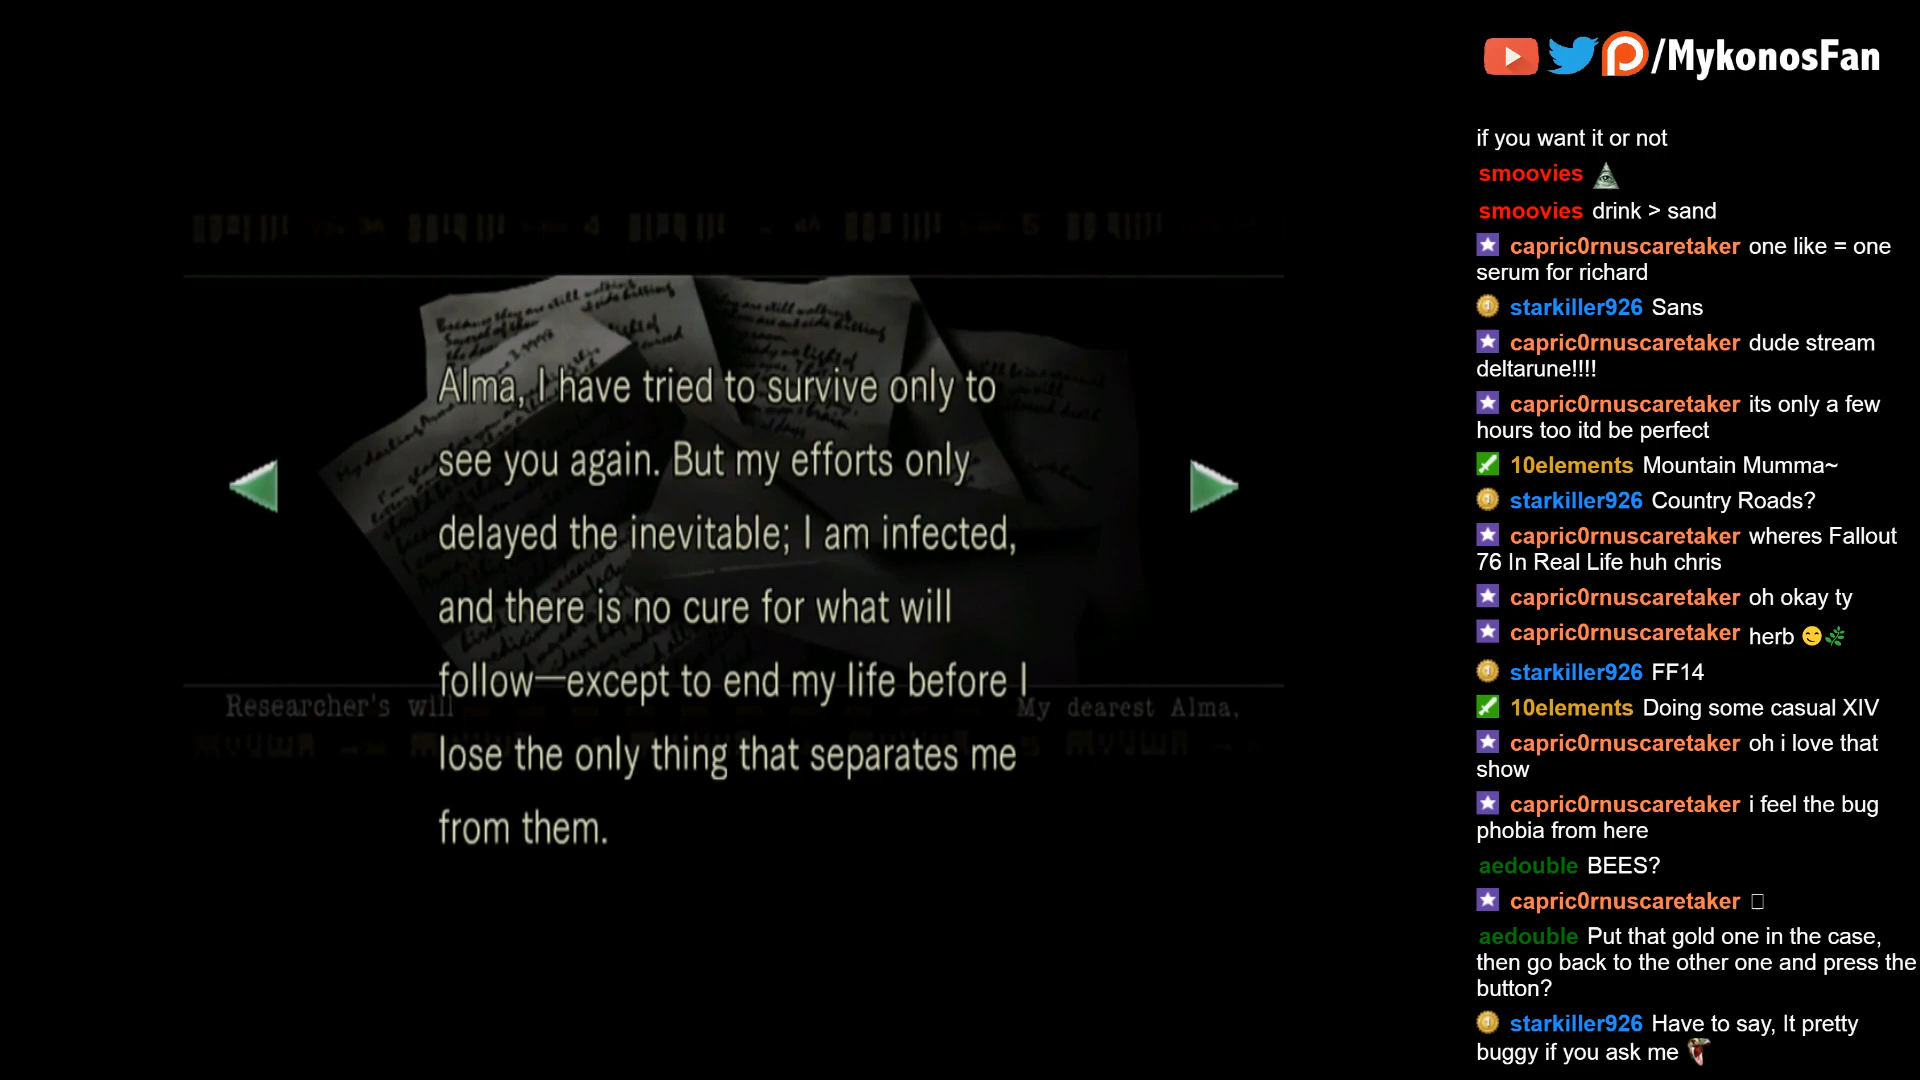 /MykonosFan
if you want it or not
smoovies
smoovies drink > sand
capric0rnuscaretaker one like = one
serum for richard
starkiller926 Sans
capric0rnuscaretaker dude stream
deltarune!!!!
capric0rnuscaretaker its only a few
hours too itd be perfect
10elements Mountain Mumma~
starkiller926 Country Roads?
capric0rnuscaretaker wheres Fallout
76 In Real Life huh chris
capric0rnuscaretaker oh okay ty
capric0rnuscaretaker herb 😊🌿
starkiller926 FF14
10elements Doing some casual XIV
capric0rnuscaretaker oh i love that
show
capric0rnuscaretaker i feel the bug
phobia from here
aedouble BEES?
capric0rnuscaretaker
aedouble Put that gold one in the case,
then go back to the other one and press the
button?
starkiller926 Have to say, It pretty
buggy if you ask me
Alma, I have tried to survive only to
see you again. But my efforts only
delayed the inevitable; I am infected,
and there is no cure for what will
follow—except to end my life before I
lose the only thing that separates me
from them.
Researcher's will
My dearest Alma,